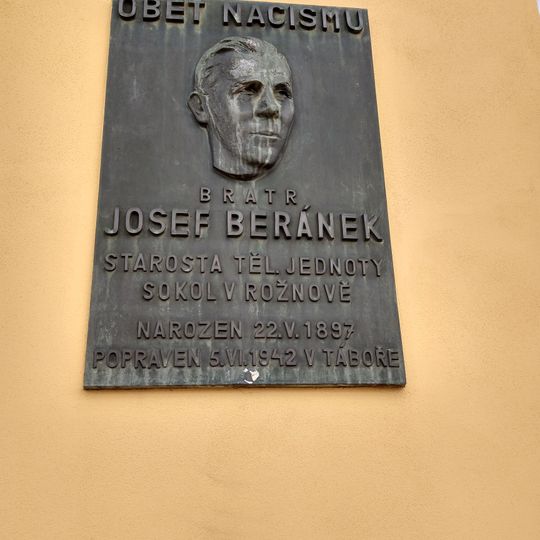 OBĚŤ NACISMU
BRATR
JOSEF BERÁNEK
STAROSTA TĚL. JEDNOTY
SOKOL V ROŽNOVĚ
NAROZEN 22.V. 1897
POPRAVEN 5.VI.1942 V TÁBOŘE